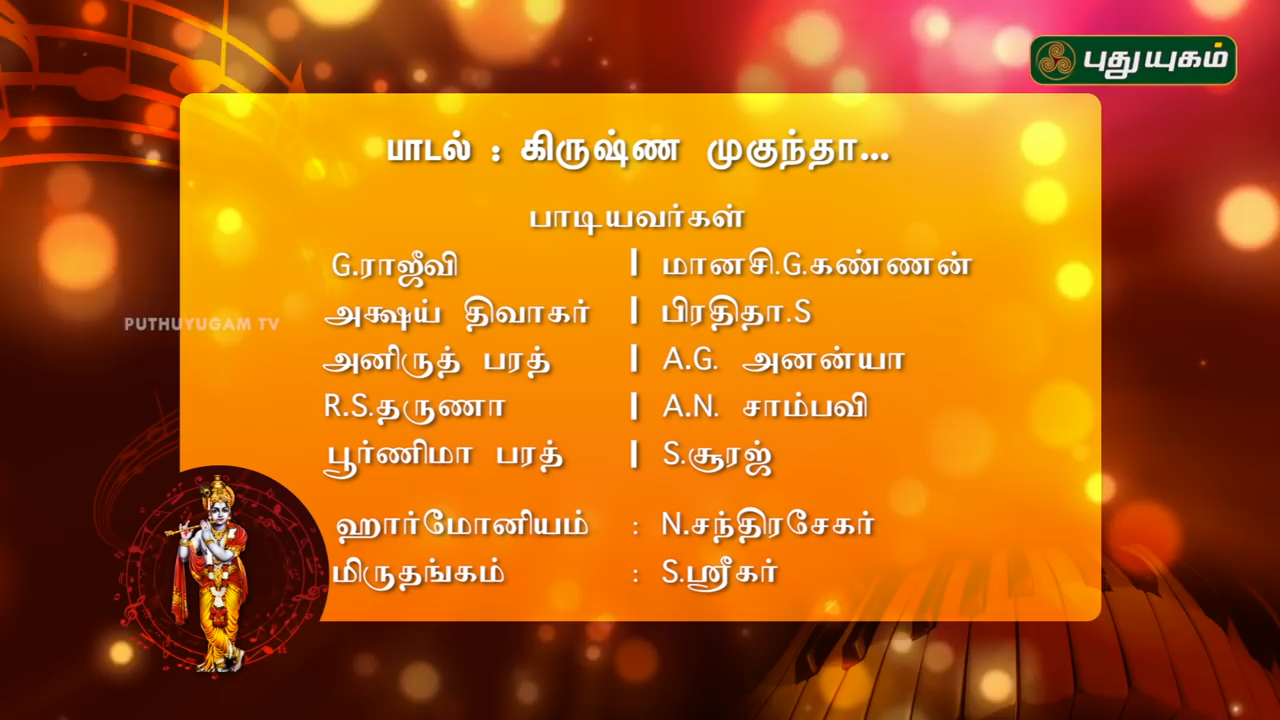 புதுயுகம்
பாடல் : கிருஷ்ண முகுந்தா...
பாடியவர்கள்
G.ராஜீவி | மானசி.G.கண்ணன்
அக்ஷய் திவாகர் | பிரதிதா.S
PUTHUYUGAM TV
அனிருத் பரத் | A.G. அனன்யா
R.S.தருணா | A.N. சாம்பவி
பூர்ணிமா பரத் | S.சூரஜ்
ஹார்மோனியம் : N.சந்திரசேகர்
மிருதங்கம் : S.ஸ்ரீகர்